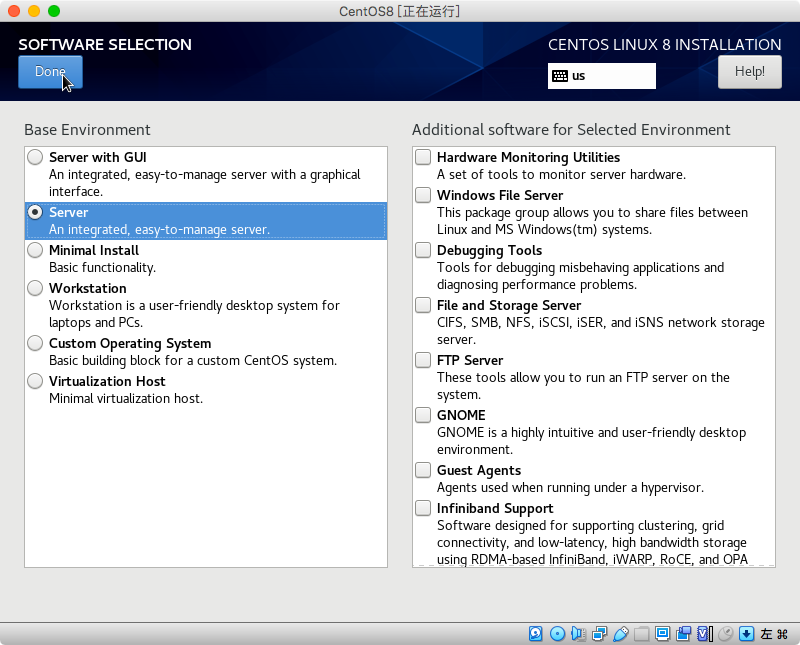 CentOS8 [正在运行]
SOFTWARE SELECTION
CENTOS LINUX 8 INSTALLATION
Done
us
Help!
Base Environment
Server with GUI
An integrated, easy-to-manage server with a graphical
interface.
Server
An integrated, easy-to-manage server.
Minimal Install
Basic functionality.
Workstation
Workstation is a user-friendly desktop system for
laptops and PCs.
Custom Operating System
Basic building block for a custom CentOS system.
Virtualization Host
Minimal virtualization host.
Additional software for Selected Environment
Hardware Monitoring Utilities
A set of tools to monitor server hardware.
Windows File Server
This package group allows you to share files between
Linux and MS Windows(tm) systems.
Debugging Tools
Tools for debugging misbehaving applications and
diagnosing performance problems.
File and Storage Server
CIFS, SMB, NFS, iSCSI, iSER, and iSNS network storage
server.
FTP Server
These tools allow you to run an FTP server on the
system.
GNOME
GNOME is a highly intuitive and user-friendly desktop
environment.
Guest Agents
Agents used when running under a hypervisor.
Infiniband Support
Software designed for supporting clustering, grid
connectivity, and low-latency, high bandwidth storage
using RDMA-based InfiniBand, iWARP, RoCE, and OPA
左 ⌘